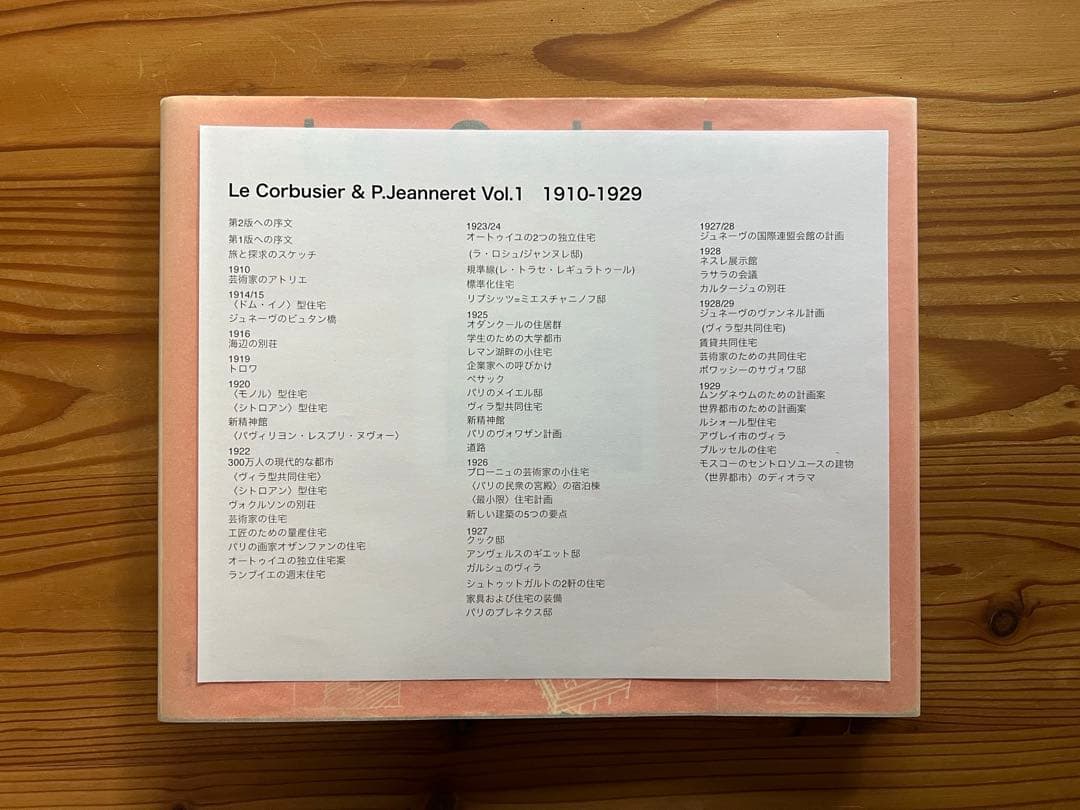 Le Corbusier & P.Jeanneret Vol.1 1910-1929
第2版への序文
第1版への序文
旅と探求のスケッチ
1910
芸術家のアトリエ
1914/15
〈ドム・イノ〉型住宅
ジュネーヴのビュタン橋
1916
海辺の別荘
1919
トロワ
1920
〈モノル〉型住宅
〈シトロアン〉型住宅
新精神館
〈パヴィリヨン・レスプリ・ヌヴォー〉
1922
300万人の現代的な都市
〈ヴィラ型共同住宅〉
〈シトロアン〉型住宅
ヴォクルソンの別荘
芸術家の住宅
工匠のための量産住宅
パリの画家オザンファンの住宅
オートゥイユの独立住宅案
ランブイエの週末住宅
1923/24
オートゥイユの2つの独立住宅
(ラ・ロシュ/ジャンヌレ邸)
規準線(レ・トラセ・レギュラトゥール)
標準化住宅
リプシッツ=ミエスチャニノフ邸
1925
オダンクールの住居群
学生のための大学都市
レマン湖畔の小住宅
企業家への呼びかけ
ペサック
パリのメイエル邸
ヴィラ型共同住宅
新精神館
パリのヴォワザン計画
道路
1926
ブローニュの芸術家の小住宅
〈パリの民衆の宮殿〉の宿泊棟
〈最小限〉住宅計画
新しい建築の5つの要点
1927
クック邸
アンヴェルスのギエット邸
ガルシュのヴィラ
シュトゥットガルトの2軒の住宅
家具および住宅の装備
パリのプレネクス邸
1927/28
ジュネーヴの国際連盟会館の計画
1928
ネスレ展示館
ラサラの会議
カルタージュの別荘
1928/29
ジュネーヴのヴァンネル計画
(ヴィラ型共同住宅)
賃貸共同住宅
芸術家のための共同住宅
ポワッシーのサヴォワ邸
1929
ムンダネウムのための計画案
世界都市のための計画案
ルショール型住宅
アヴレイ市のヴィラ
ブルッセルの住宅
モスコーのセントロソユースの建物
〈世界都市〉のディオラマ